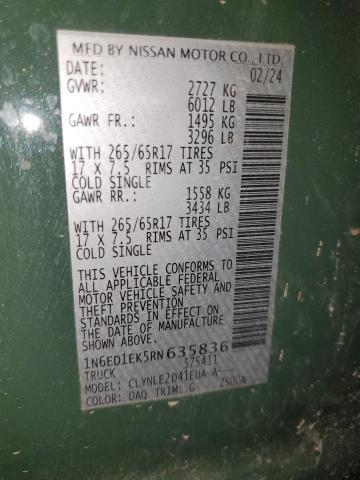 MFD BY NISSAN MOTOR CO., LTD.
DATE: 02/24
GVWR: 2727 KG
6012 LB
GAWR FR.: 1495 KG
3296 LB
WITH 265/65R17 TIRES
17 X 7.5 RIMS AT 35 PSI
COLD SINGLE
GAWR RR.: 1558 KG
3434 LB
WITH 265/65R17 TIRES
17 X 7.5 RIMS AT 35 PSI
COLD SINGLE
THIS VEHICLE CONFORMS TO
ALL APPLICABLE FEDERAL
MOTOR VEHICLE SAFETY AND
THEFT PREVENTION
STANDARDS IN EFFECT ON
THE DATE OF MANUFACTURE
SHOWN ABOVE.
1N6ED1EK5RN635836
TRUCK 575411
MODEL: CLYNLEZD41EUA A--
COLOR: DAQ TRIM: G 2500A